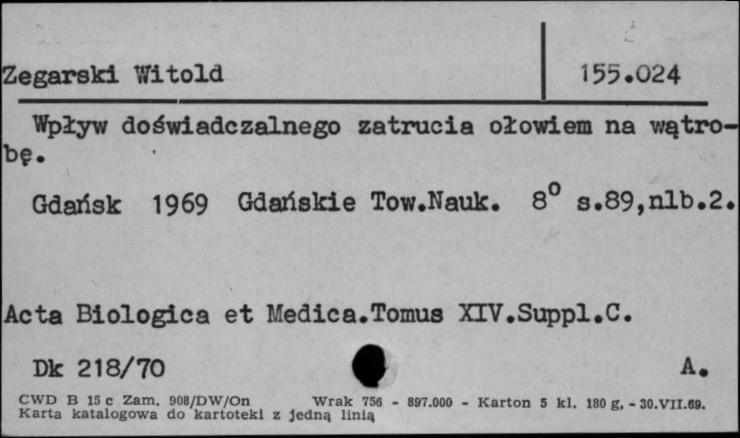 Zegarski Witold 155.024
Wpływ doświadczalnego zatrucia ołowiem na wątro-
bę.
Gdańsk 1969 Gdańskie Tow.Nauk. 8° s.89,nlb.2.
Acta Biologica et Medica.Tomus XIV.Suppl.C.
Dk 218/70 A.
CWD B 15 c Zam. 908/DW/On Wrak 756 - 897.000 - Karton 5 kl. 180 g, - 30.VII.69.
Karta katalogowa do kartoteki z jedną linią